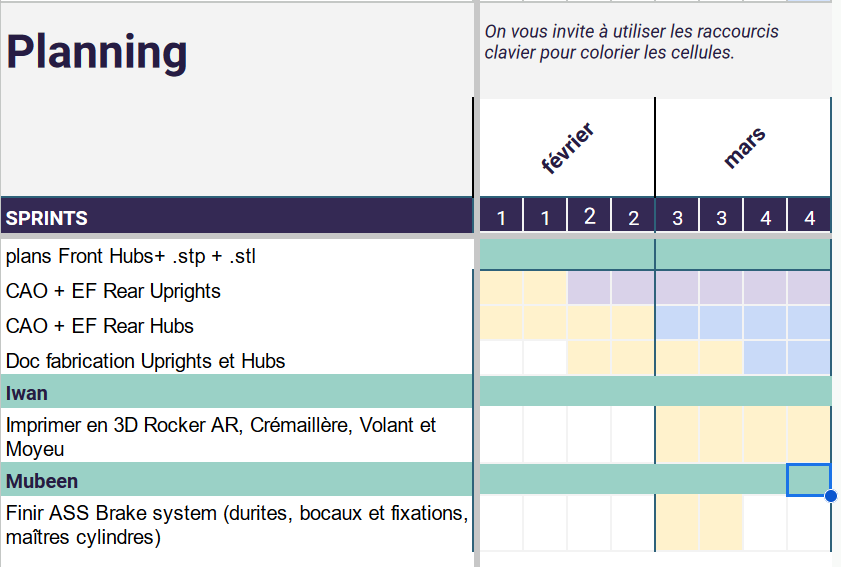 Planning
On vous invite à utiliser les raccourcis
clavier pour colorier les cellules.
février
mars
SPRINTS 1 1 2 2 3 3 4 4
plans Front Hubs+ .stp + .stl
CAO + EF Rear Uprights
CAO + EF Rear Hubs
Doc fabrication Uprights et Hubs
Iwan
Imprimer en 3D Rocker AR, Crémaillère, Volant et
Moyeu
Mubeen
Finir ASS Brake system (durites, bocaux et fixations,
maîtres cylindres)